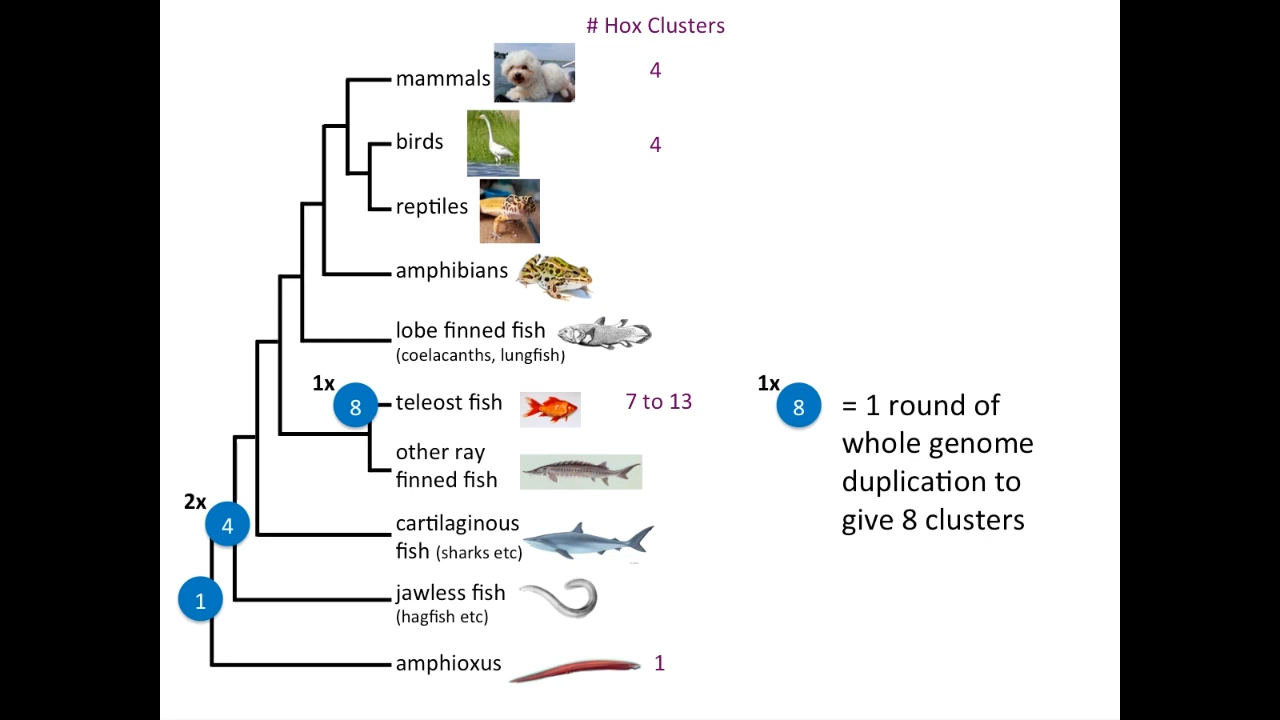 # Hox Clusters
mammals 4
birds 4
reptiles
amphibians
lobe finned fish
(coelacanths, lungfish)
1x
8 teleost fish 7 to 13
other ray
finned fish
2x
4
cartilaginous
fish (sharks etc)
1
jawless fish
(hagfish etc)
amphioxus 1
1x
8
= 1 round of
whole genome
duplication to
give 8 clusters